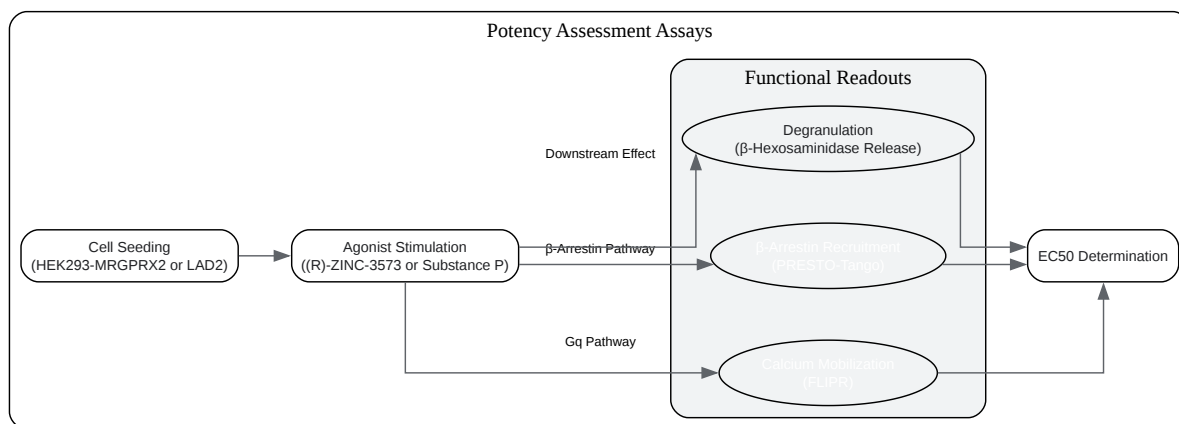 Potency Assessment Assays
Functional Readouts
Degranulation
(β-Hexosaminidase Release)
Downstream Effect
Cell Seeding
(HEK293-MRGPRX2 or LAD2)
Agonist Stimulation
((R)-ZINC-3573 or Substance P)
β-Arrestin Pathway
β-Arrestin Recruitment
(PRESTO-Tango)
EC50 Determination
Gq Pathway
Calcium Mobilization
(FLIPR)